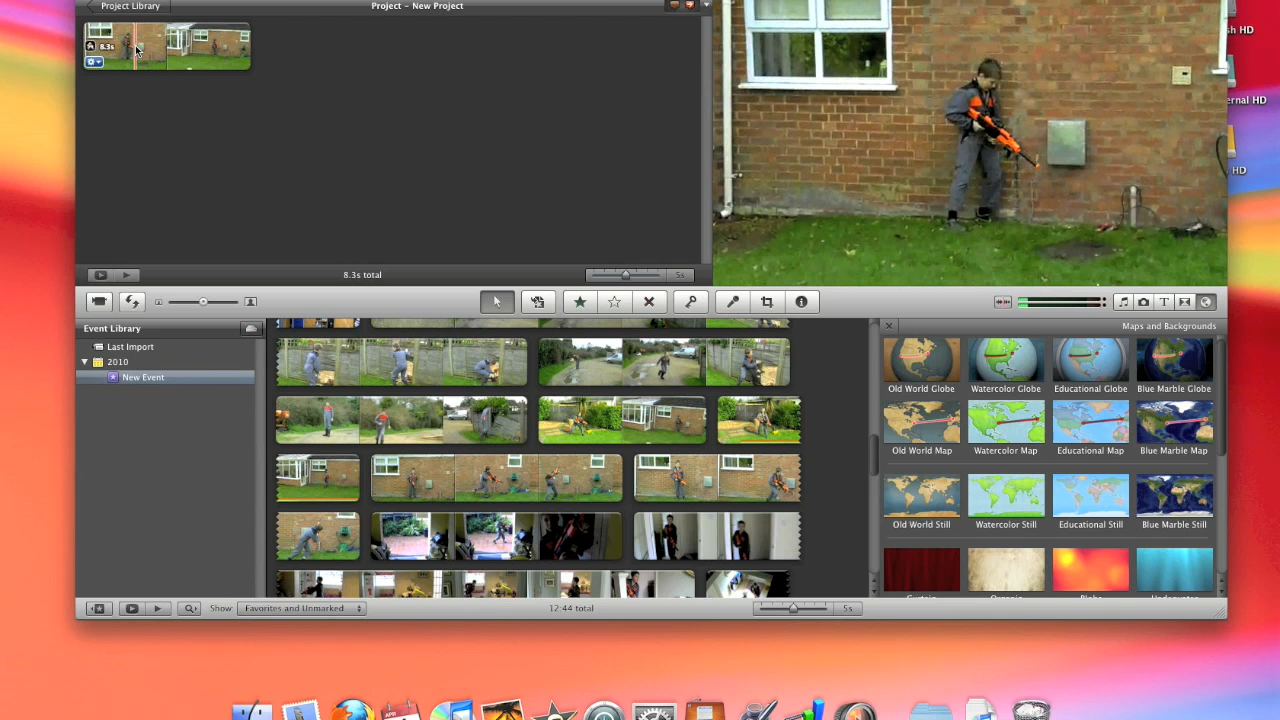 Project Library
Project – New Project
8.3s
sh HD
ernal HD
HD
8.3s total
5s
Event Library
Last Import
2010
New Event
Maps and Backgrounds
Old World Globe
Watercolor Globe
Educational Globe
Blue Marble Globe
Old World Map
Watercolor Map
Educational Map
Blue Marble Map
Old World Still
Watercolor Still
Educational Still
Blue Marble Still
Show:
Favorites and Unmarked
12:44 total
5s
APR